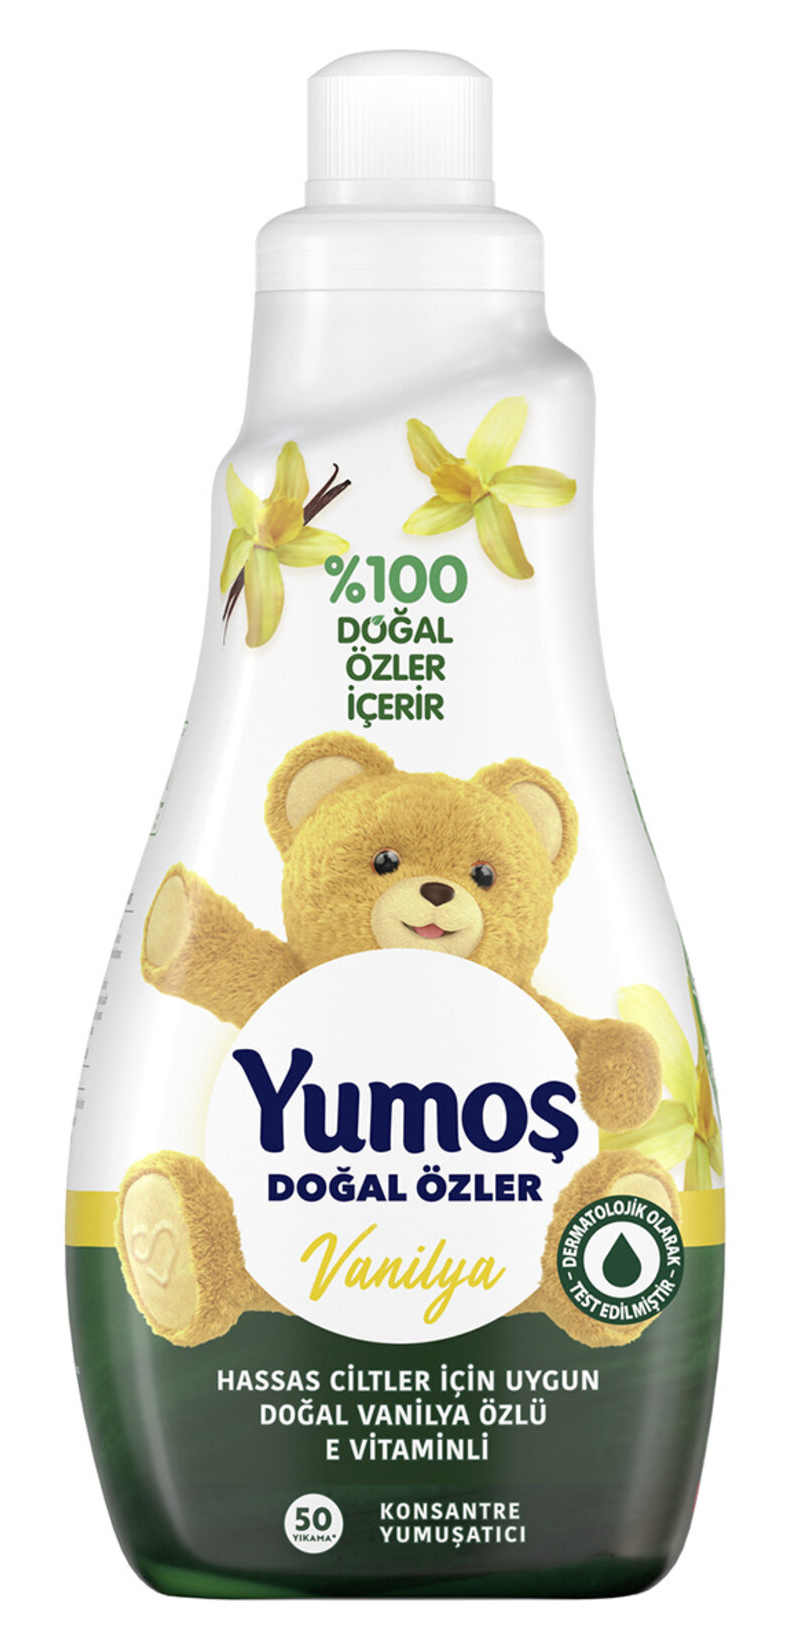 %100
DOĞAL
ÖZLER
İÇERİR
Yumoş
DOĞAL ÖZLER
Vanilya
DERMATOLOJİK OLARAK
– TEST EDİLMİŞTİR –
HASSAS CİLTLER İÇİN UYGUN
DOĞAL VANİLYA ÖZLÜ
E VİTAMİNLİ
50
YIKAMA*
KONSANTRE
YUMUŞATICI